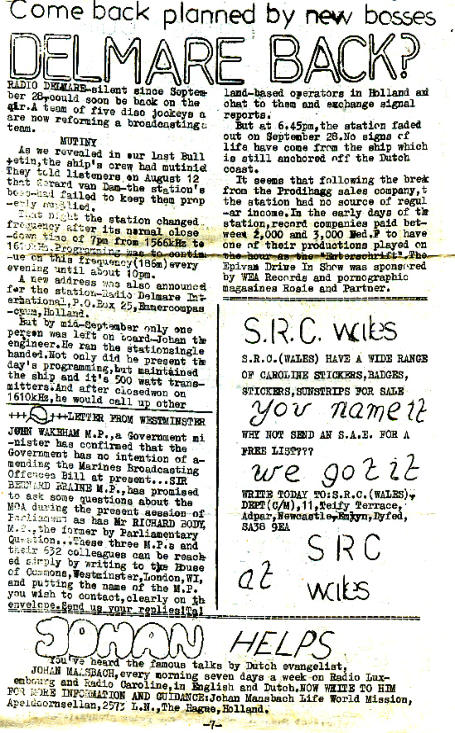 Come back planned by new bosses
DELMARE BACK?
RADIO DELMARE-silent since Septem
ber 28,could soon be back on the
air.A team of five disc jockeys a
are now reforming a broadcasting
team.
MUTINY
As we revealed in our last Bull
etin,the ship's crew had mutinied
They told listeners on August 12
that Gerard van Dam-the station's
boss-had failed to keep them prop
-erly supplied.
That night the station changed
frequency after its normal close
-down time of 7pm from 1566kHz to
1610kHz.Programming was to contin
-ue on this frequency(186m)every
evening until about 10pm.
A new address was also announced
for the station-Radio Delmare Int-
ernational,P.O.Box 25,
Holland.
But by mid-September only one
person was left on board-Johan the
engineer.He ran the stationsingle
handed.Not only did he present the
day's programming,but maintained
the ship and it's 500 watt trans-
mitters.And after closedwon on
1610kHz,he would call up other
land-based operators in Holland and
chat to them and exchange signal
reports.
But at 6.45pm,the station faded
out on September 28.No signs of
life have come from the ship which
is still anchored off the Dutch
coast.
It seems that following the break
from the Prodihagg sales company,t
the station had no source of regul
-ar income.In the early days of the
station,record companies paid bet-
ween 2,000 and 3,000 Ned.F to have
one of their productions played on
the hour as the "Eurterschrift".The
Epivan Drive In Show was sponsored
by WEA Records and pornographic
magazines Rosie and Partner.
+++LETTER FROM WESTMINSTER
JOHN WAKEHAM M.P.,a Government mi
-nister has confirmed that the
Government has no intention of a-
mending the Marines Broadcasting
Offences Bill at present...SIR
BERNARD BRAINE M.P.,has promised
to ask some questions about the
MOA during the present session of
Parliament as has Mr RICHARD BODY,
M.P.,the former by Parliamentary
Question...These three M.P.s and
their 632 colleagues can be reach
ed simply by writing to the House
of Commons,Westminster,London,WI,
and putting the name of the M.P.
you wish to contact,clearly on th
envelope.Send us your replies!
S.R.C. wales
S.R.C.(WALES) HAVE A WIDE RANGE
OF CAROLINE STICKERS,BADGES,
STICKERS,SUNSTRIPS FOR SALE
you name it
WHY NOT SEND AN S.A.E. FOR A
FREE LIST???
we got it
WRITE TODAY TO:S.R.C.(WALES),
DEPT(C/M),11,Teify Terrace,
Adpar,Newcastle-Emlyn,Dyfed,
SA38 9EA
SRC
at wales
JOHAN HELPS
You've heard the famous talks by Dutch evangelist,
JOHAN MAASBACH,every morning seven days a week on Radio Lux-
embourg and Radio Caroline,in English and Dutch.NOW WRITE TO HIM
FOR MORE INFORMATION AND GUIDANCE:Johan Maasbach Life World Mission,
Apeldoornsellan,2573 L.N.,The Hague,Holland.
-7-